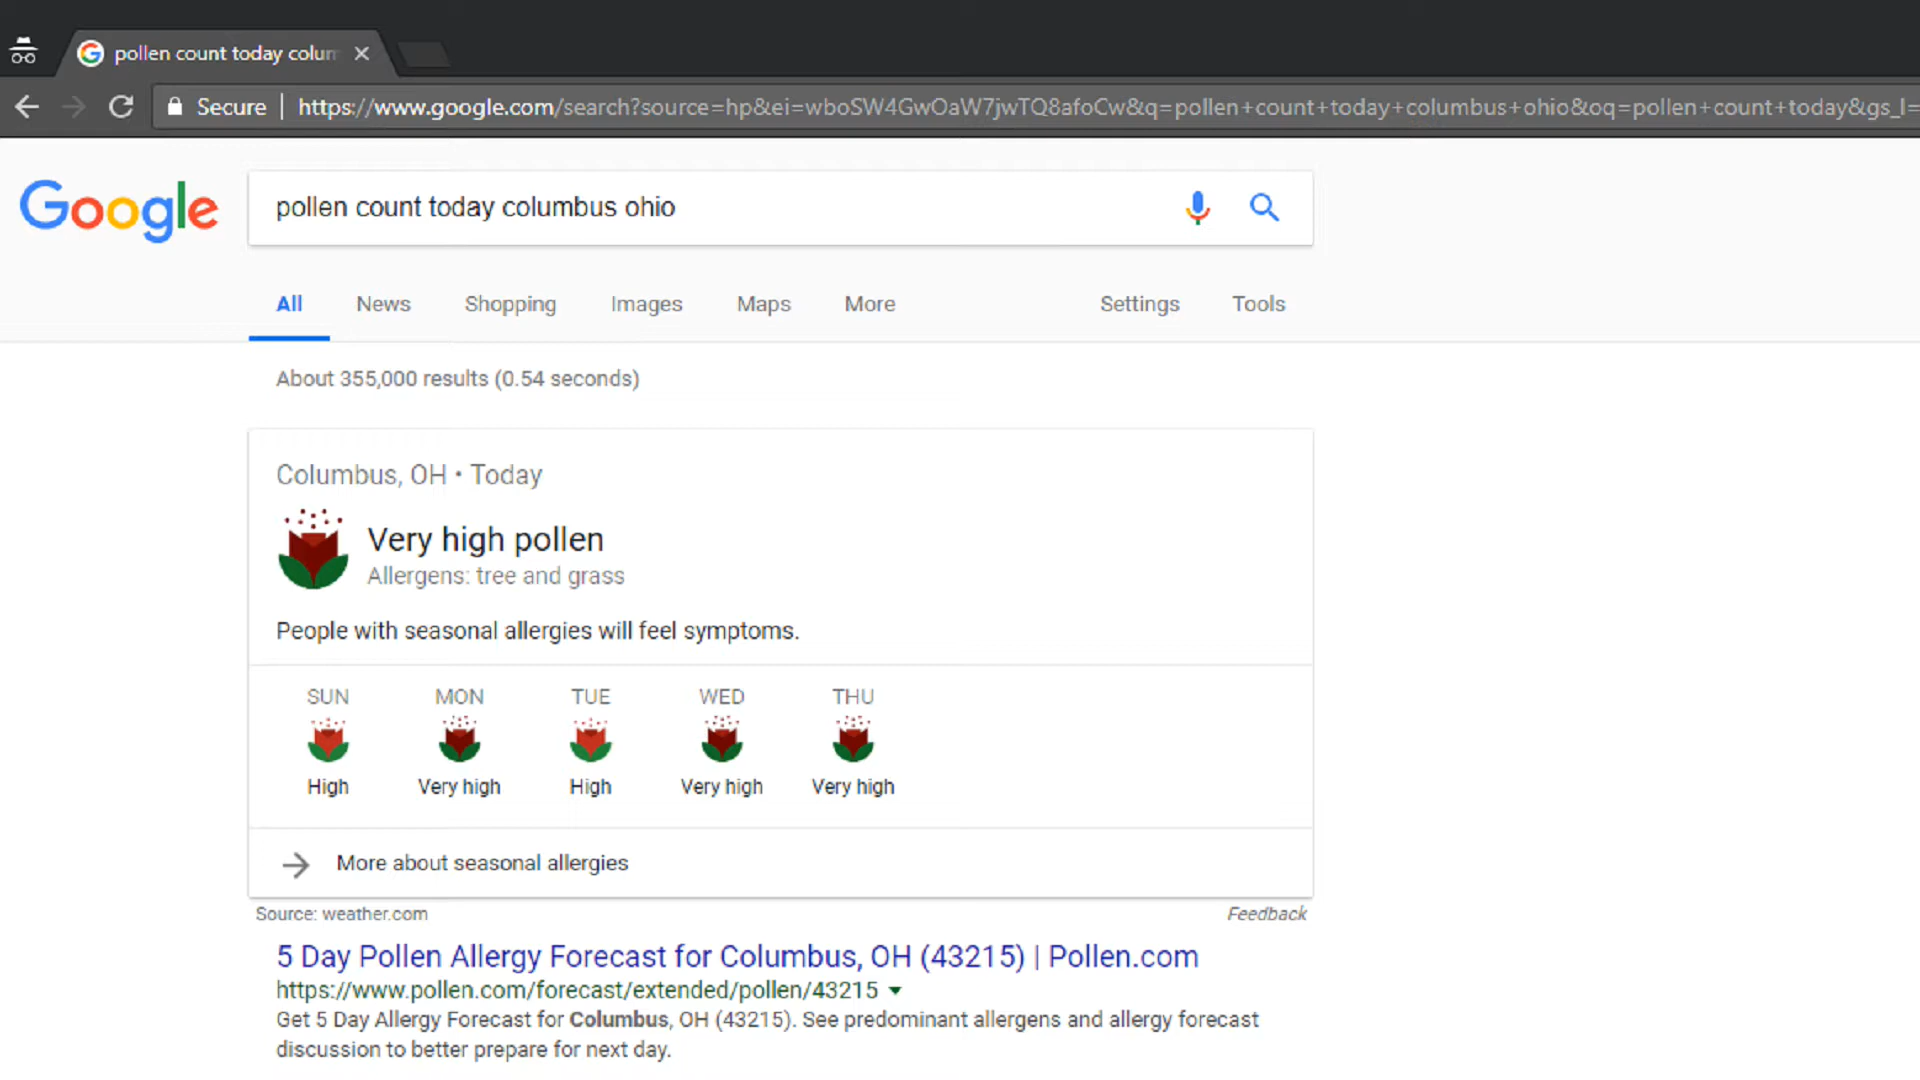 pollen count today colum
Secure | https://www.google.com/search?source=hp&ei=wboSW4GwOaW7jwTQ8afoCw&q=pollen+count+today+columbus+ohio&oq=pollen+count+today&gs_l=
Google
pollen count today columbus ohio
All News Shopping Images Maps More Settings Tools
About 355,000 results (0.54 seconds)
Columbus, OH • Today
Very high pollen
Allergens: tree and grass
People with seasonal allergies will feel symptoms.
SUN MON TUE WED THU
High Very high High Very high Very high
More about seasonal allergies
Source: weather.com Feedback
5 Day Pollen Allergy Forecast for Columbus, OH (43215) | Pollen.com
https://www.pollen.com/forecast/extended/pollen/43215
Get 5 Day Allergy Forecast for Columbus, OH (43215). See predominant allergens and allergy forecast
discussion to better prepare for next day.